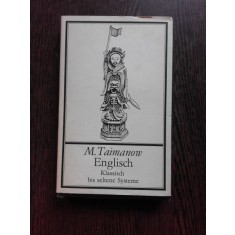 M. Taimanow
Englisch
Klassisch
bis seltene Systeme